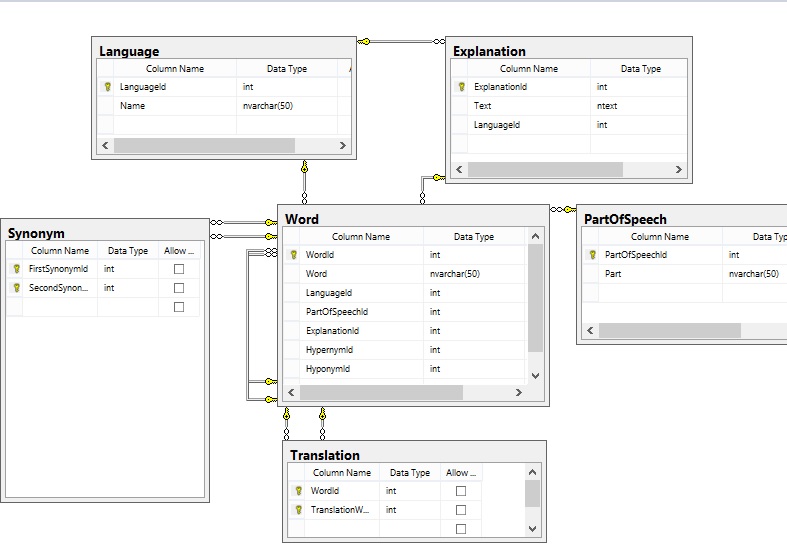 Language
Column Name Data Type A
LanguageId int
Name nvarchar(50)
Explanation
Column Name Data Type
ExplanationId int
Text ntext
LanguageId int
Synonym
Column Name Data Type Allow ...
FirstSynonymId int
SecondSynon... int
Word
Column Name Data Type
WordId int
Word nvarchar(50)
LanguageId int
PartOfSpeechId int
ExplanationId int
HypernymId int
HyponymId int
PartOfSpeech
Column Name Data Typ
PartOfSpeechId int
Part nvarchar(50)
Translation
Column Name Data Type Allow ...
WordId int
TranslationW... int